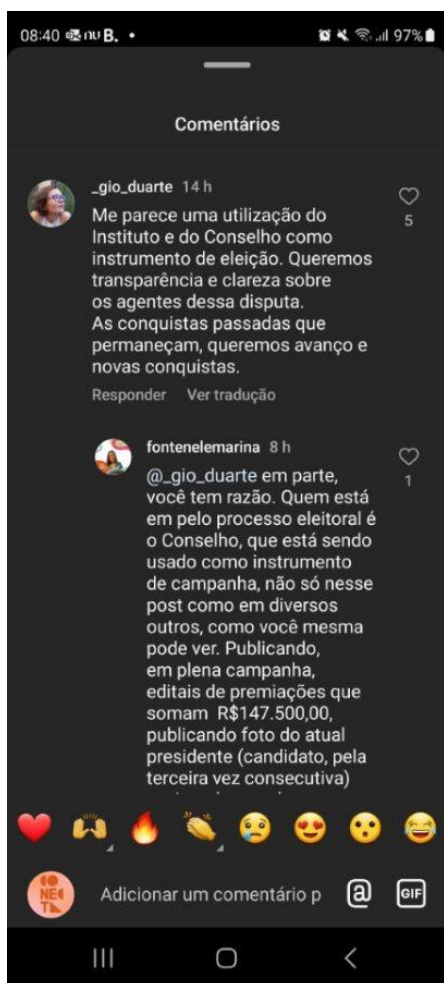 08:40 nu B. • 97%
Comentários
_gio_duarte 14 h
Me parece uma utilização do
Instituto e do Conselho como
instrumento de eleição. Queremos
transparência e clareza sobre
os agentes dessa disputa.
As conquistas passadas que
permaneçam, queremos avanço e
novas conquistas.
5
Responder Ver tradução
fontenelemarina 8 h
@_gio_duarte em parte,
você tem razão. Quem está
em pelo processo eleitoral é
o Conselho, que está sendo
usado como instrumento
de campanha, não só nesse
post como em diversos
outros, como você mesma
pode ver. Publicando,
em plena campanha,
editais de premiações que
somam R$147.500,00,
publicando foto do atual
presidente (candidato, pela
terceira vez consecutiva)
1
CO
NEC
TA
Adicionar um comentário p @ GIF